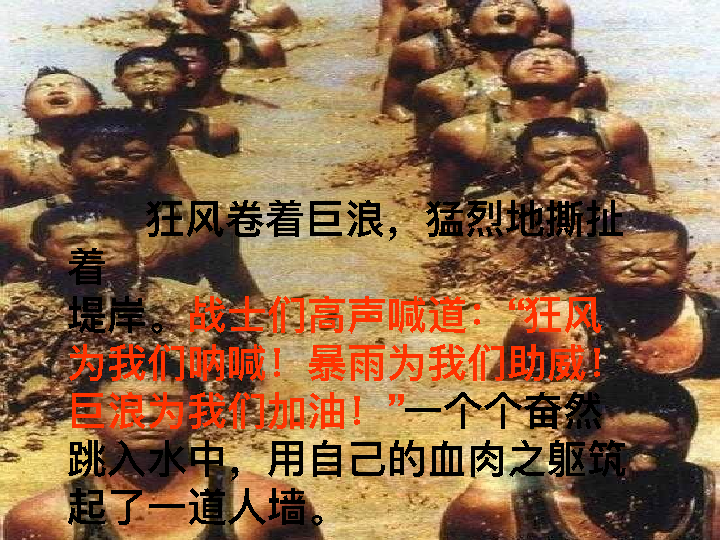 狂风卷着巨浪，猛烈地撕扯
着
堤岸。战士们高声喊道：“狂风
为我们呐喊！暴雨为我们助威！
巨浪为我们加油！”一个个奋然
跳入水中，用自己的血肉之躯筑
起了一道人墙。